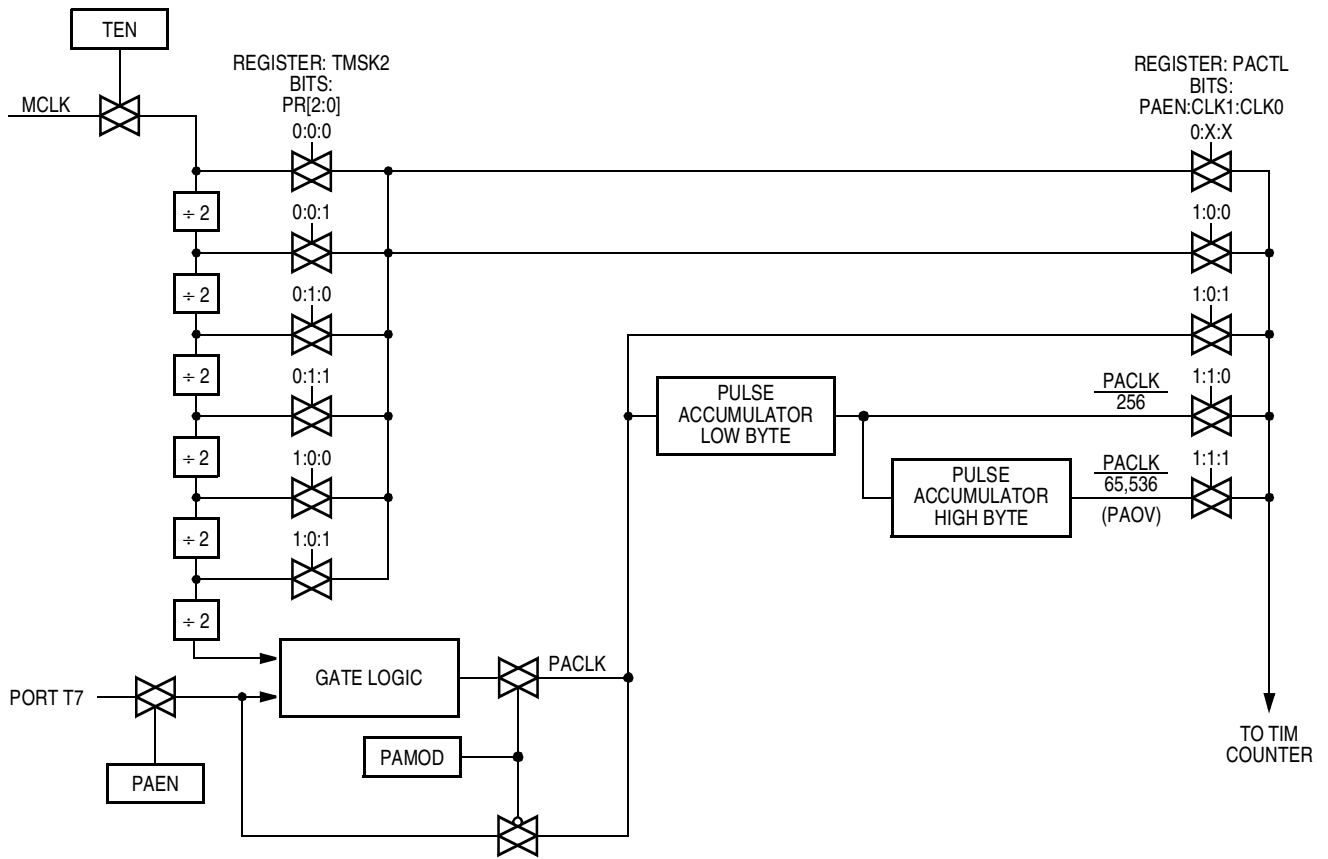 TEN
MCLK
REGISTER: TMSK2
BITS:
PR[2:0]
0:0:0
0:0:1
0:1:0
0:1:1
1:0:0
1:0:1
÷ 2
÷ 2
÷ 2
÷ 2
÷ 2
÷ 2
REGISTER: PACTL
BITS:
PAEN:CLK1:CLK0
0:X:X
1:0:0
1:0:1
1:1:0
1:1:1
PULSE
ACCUMULATOR
LOW BYTE
PACLK
256
PULSE
ACCUMULATOR
HIGH BYTE
PACLK
65,536
(PAOV)
GATE LOGIC
PACLK
PORT T7
PAMOD
PAEN
TO TIM
COUNTER